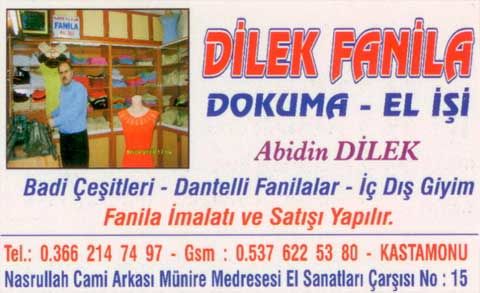 FANİLA
DİLEK FANİLA
DOKUMA - EL İŞİ
Abidin DİLEK
Badi Çeşitleri - Dantelli Fanilalar - İç Dış Giyim
Fanila İmalatı ve Satışı Yapılır.
Tel.: 0.366 214 74 97 - Gsm : 0.537 622 53 80 - KASTAMONU
Nasrullah Cami Arkası Münire Medresesi El Sanatları Çarşısı No : 15